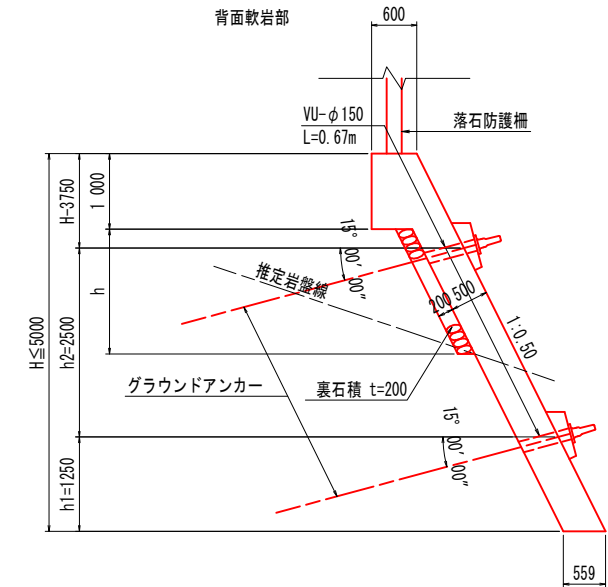 背面軟岩部
600
VU-φ150
L=0.67m
落石防護柵
H≦5000
H-3750
1 000
h
h2=2500
h1=1250
15° 00′ 00″
推定岩盤線
200 500
1:0.50
グラウンドアンカー
裏石積 t=200
15° 00′ 00″
559